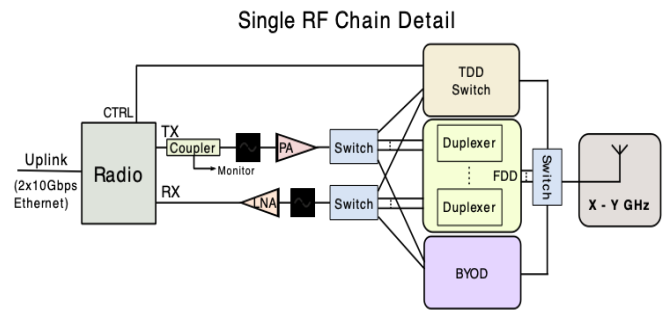 Single RF Chain Detail
TDD
Switch
CTRL
TX
Coupler
PA
Switch
Duplexer
Uplink
Radio
Monitor
FDD
Switch
(2x10Gbps
Ethernet)
RX
LNA
Switch
Duplexer
X - Y GHz
BYOD